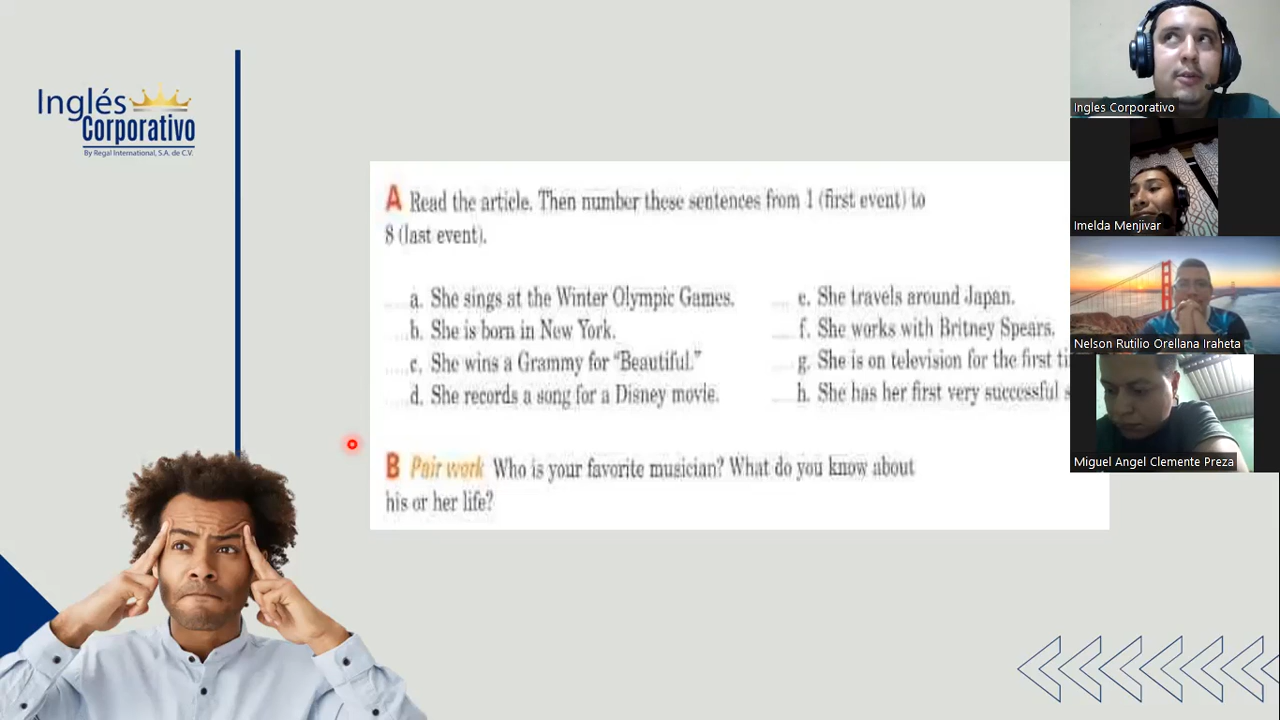 Inglés
Corporativo
By Regal International, S.A. de C.V.
A Read the article. Then number these sentences from 1 (first event) to
8 (last event).
a. She sings at the Winter Olympic Games.
b. She is born in New York.
c. She wins a Grammy for "Beautiful."
d. She records a song for a Disney movie.
e. She travels around Japan.
f. She works with Britney Spears.
g. She is on television for the first
h. She has her first very successful
B Pair work Who is your favorite musician? What do you know about
his or her life?
Ingles Corporativo
Imelda Menjivar
Nelson Rutilio Orellana Iraheta
Miguel Angel Clemente Preza